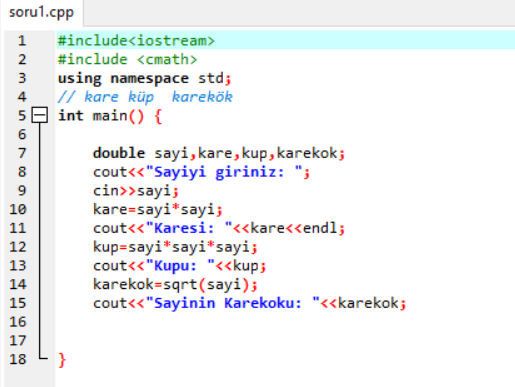 soru1.cpp
1 #include<iostream>
2 #include <cmath>
3 using namespace std;
4 // kare küp  karekök
5 int main() {
6
7 double sayi,kare,kup,karekok;
8 cout<<"Sayiyi giriniz: ";
9 cin>>sayi;
10 kare=sayi*sayi;
11 cout<<"Karesi: "<<kare<<endl;
12 kup=sayi*sayi*sayi;
13 cout<<"Kupu: "<<kup;
14 karekok=sqrt(sayi);
15 cout<<"Sayinin Karekoku: "<<karekok;
16
17
18 }